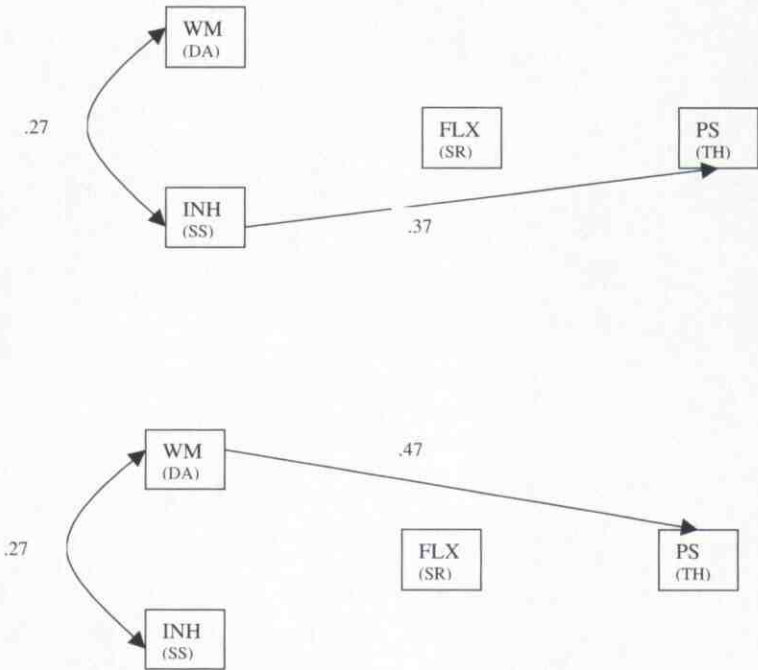 WM
(DA)
.27
FLX
(SR)
PS
(TH)
INH
(SS)
.37
WM
(DA)
.47
.27
FLX
(SR)
PS
(TH)
INH
(SS)